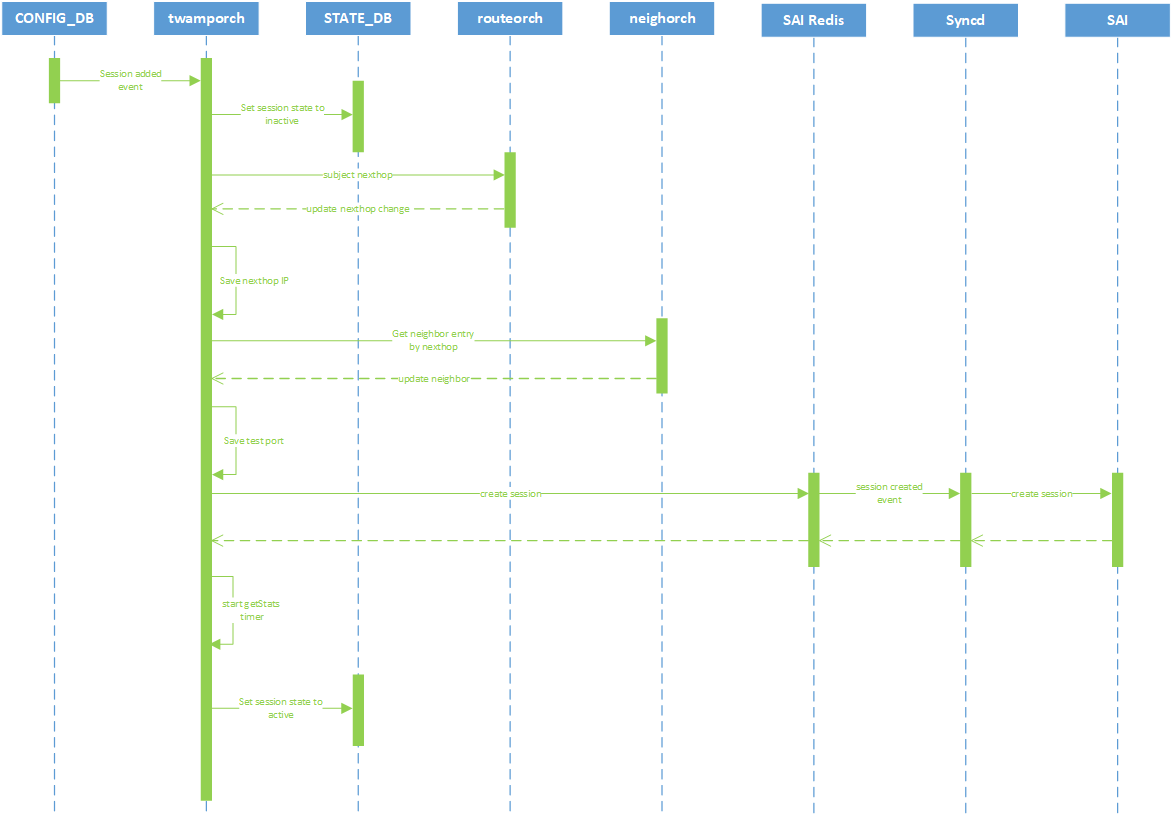 CONFIG_DB
twamporch
STATE_DB
routeorch
neighorch
SAI Redis
Syncd
SAI
Session added
event
Set session state to
inactive
subject nexthop
update nexthop change
Save nexthop IP
Get neighbor entry
by nexthop
update neighbor
Save test port
create session
session created
event
create session
start getStats
timer
Set session state to
active